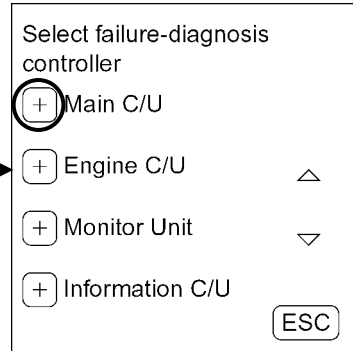 Select failure-diagnosis
controller
+ Main C/U
+ Engine C/U
+ Monitor Unit
+ Information C/U
ESC